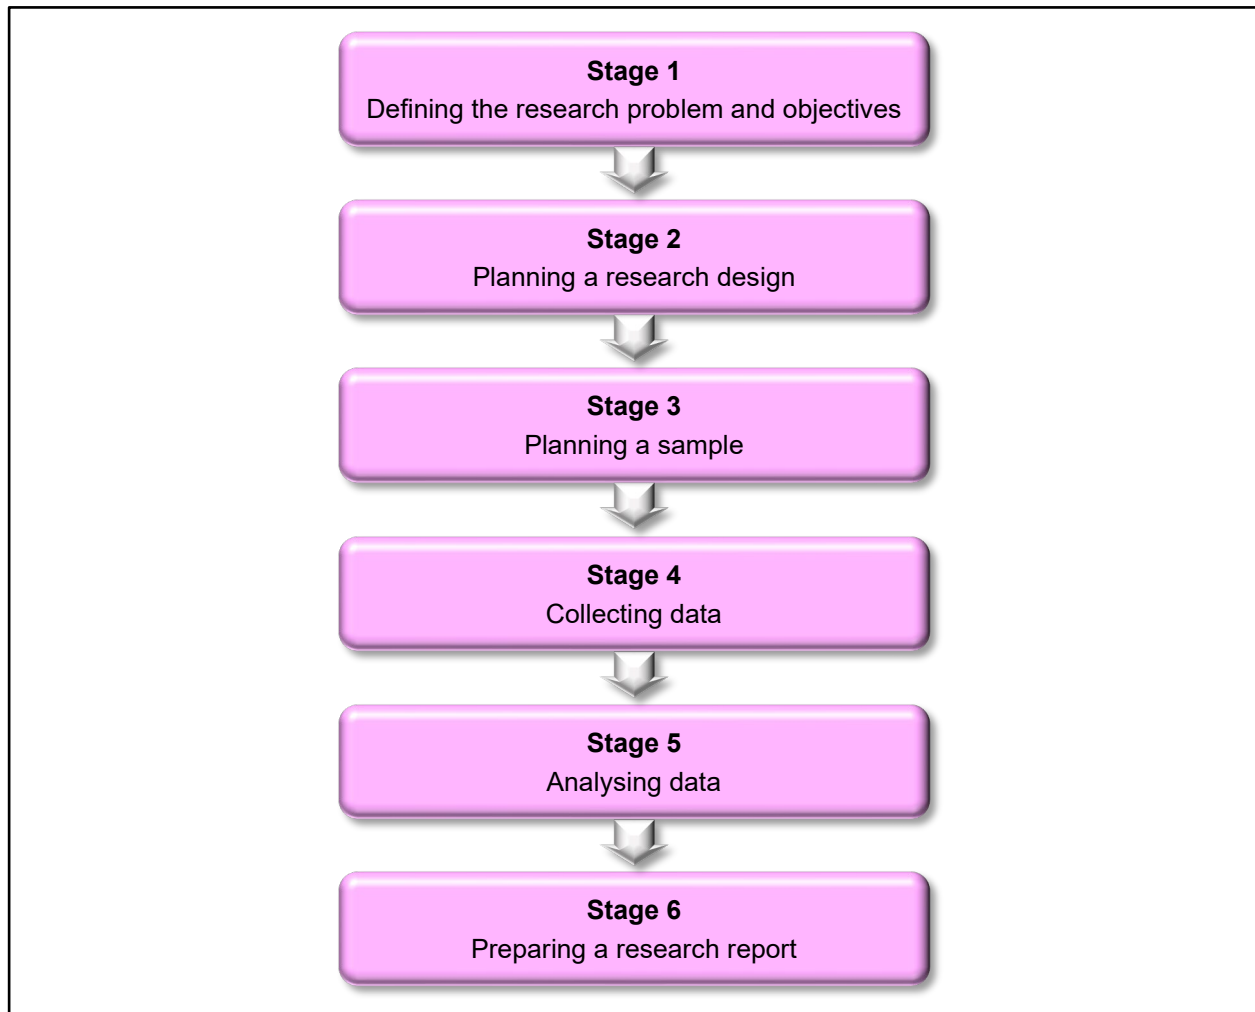 Stage 1
Defining the research problem and objectives
Stage 2
Planning a research design
Stage 3
Planning a sample
Stage 4
Collecting data
Stage 5
Analysing data
Stage 6
Preparing a research report